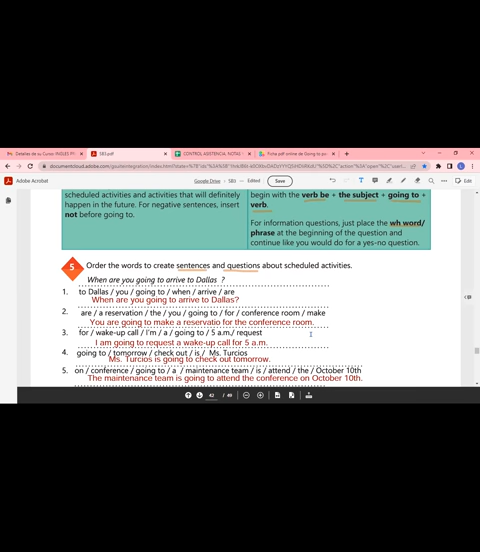 Detalles de su Curso: INGLES P
SB3.pdf
CONTROL ASISTENCIA, NOTAS
Ficha pdf online de Going to
Adobe Acrobat
Google Drive
SB3
Edited
Save
Edit
scheduled activities and activities that will definitely
happen in the future. For negative sentences, insert
not before going to.
begin with the verb be + the subject + going to +
verb.
For information questions, just place the wh word/
phrase at the beginning of the question and
continue like you would do for a yes-no question.
5 Order the words to create sentences and questions about scheduled activities.
When are you going to arrive to Dallas ?
1. to Dallas / you / going to / when / arrive / are
When are you going to arrive to Dallas?
2. are / a reservation / the / you / going to / for / conference room / make
You are going to make a reservatio for the conference room.
3. for / wake-up call / I'm / a / going to / 5 a.m./ request
I am going to request a wake-up call for 5 a.m.
4. going to / tomorrow / check out / is / Ms. Turcios
Ms. Turcios is going to check out tomorrow.
5. on / conference / going to / a / maintenance team / is / attend / the / October 10th
The maintenance team is going to attend the conference on October 10th.
42 / 49